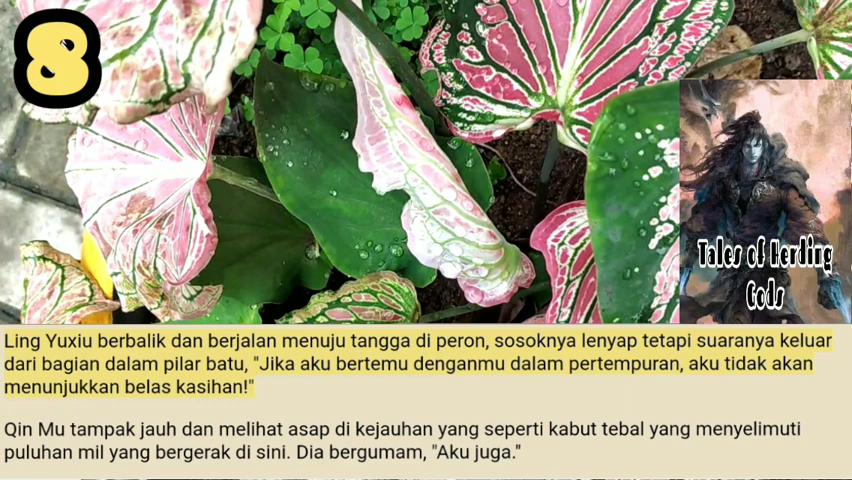 8
Tales of Herding
Gods
Ling Yuxiu berbalik dan berjalan menuju tangga di peron, sosoknya lenyap tetapi suaranya keluar
dari bagian dalam pilar batu, "Jika aku bertemu denganmu dalam pertempuran, aku tidak akan
menunjukkan belas kasihan!"
Qin Mu tampak jauh dan melihat asap di kejauhan yang seperti kabut tebal yang menyelimuti
puluhan mil yang bergerak di sini. Dia bergumam, "Aku juga."